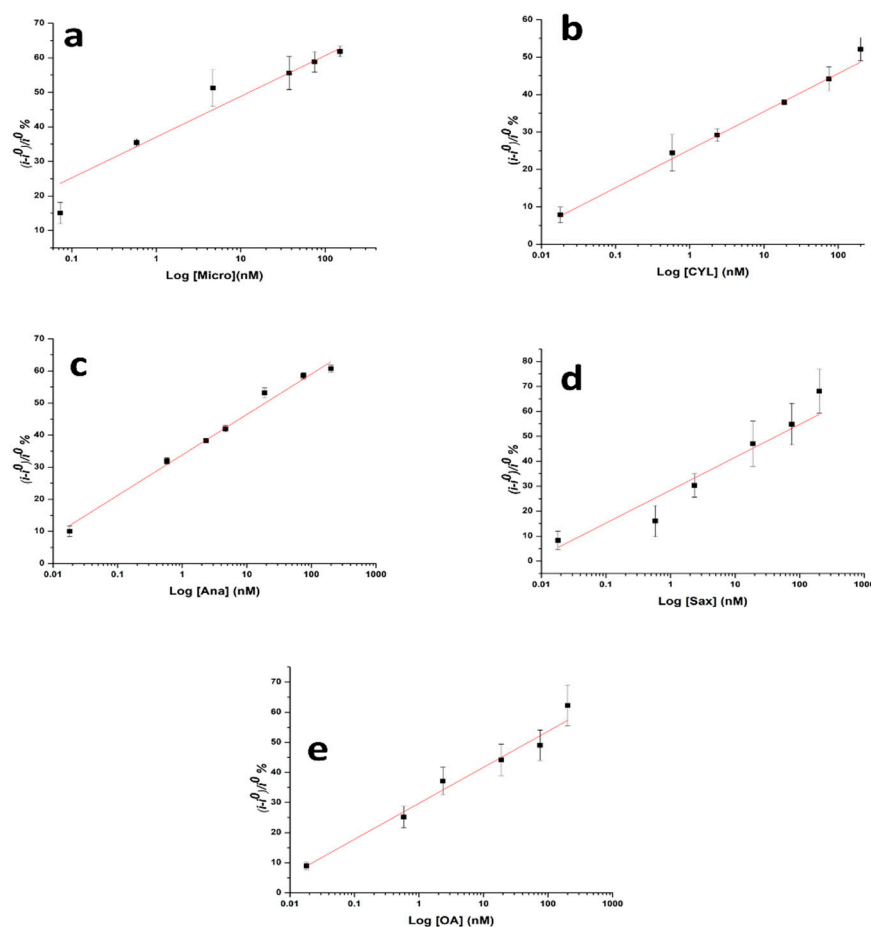 a
70
60
50
40
30
20
10
0
0.1 1 10 100
Log [Micro](nM)
(i-i⁰)/i⁰ %
b
60
50
40
30
20
10
0
0.01 0.1 1 10 100
Log [CYL] (nM)
(i-i⁰)/i⁰ %
c
70
60
50
40
30
20
10
0
0.01 0.1 1 10 100 1000
Log [Ana] (nM)
(i-i⁰)/i⁰ %
d
80
70
60
50
40
30
20
10
0
0.01 0.1 1 10 100 1000
Log [Sax] (nM)
(i-i⁰)/i⁰ %
e
70
60
50
40
30
20
10
0
0.01 0.1 1 10 100 1000
Log [OA] (nM)
(i-i⁰)/i⁰ %